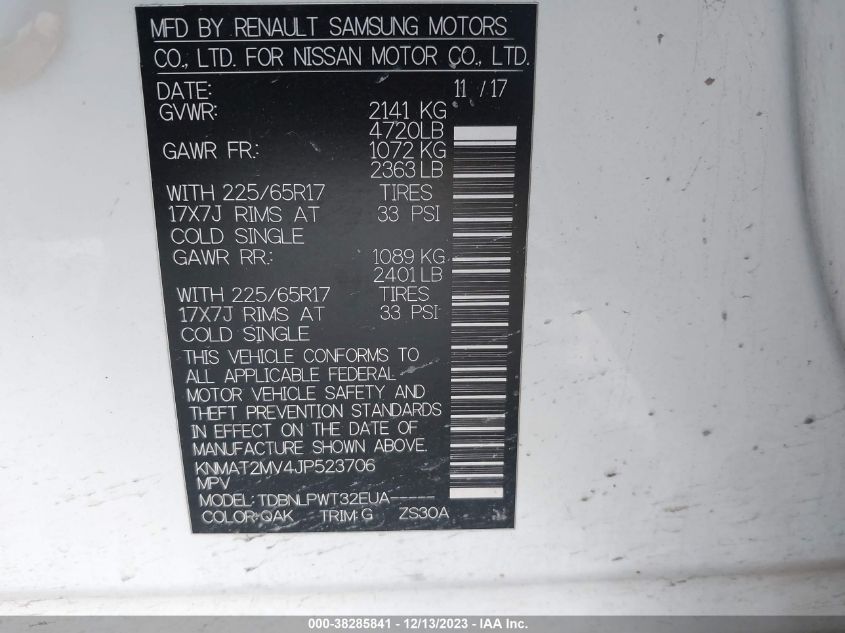 MFD BY RENAULT SAMSUNG MOTORS
CO., LTD. FOR NISSAN MOTOR CO., LTD.
DATE: 11 / 17
GVWR: 2141 KG
4720LB
GAWR FR.: 1072 KG
2363 LB
WITH 225/65R17 TIRES
17X7J RIMS AT 33 PSI
COLD SINGLE
GAWR RR.: 1089 KG
2401 LB
WITH 225/65R17 TIRES
17X7J RIMS AT 33 PSI
COLD SINGLE
THIS VEHICLE CONFORMS TO
ALL APPLICABLE FEDERAL
MOTOR VEHICLE SAFETY AND
THEFT PREVENTION STANDARDS
IN EFFECT ON THE DATE OF
MANUFACTURE SHOWN ABOVE.
KNMAT2MV4JP523706
MPV
MODEL: TDBNLPWT32EUA-----
COLOR:QAK TRIM:G ZS30A
000-38285841 - 12/13/2023 - IAA Inc.